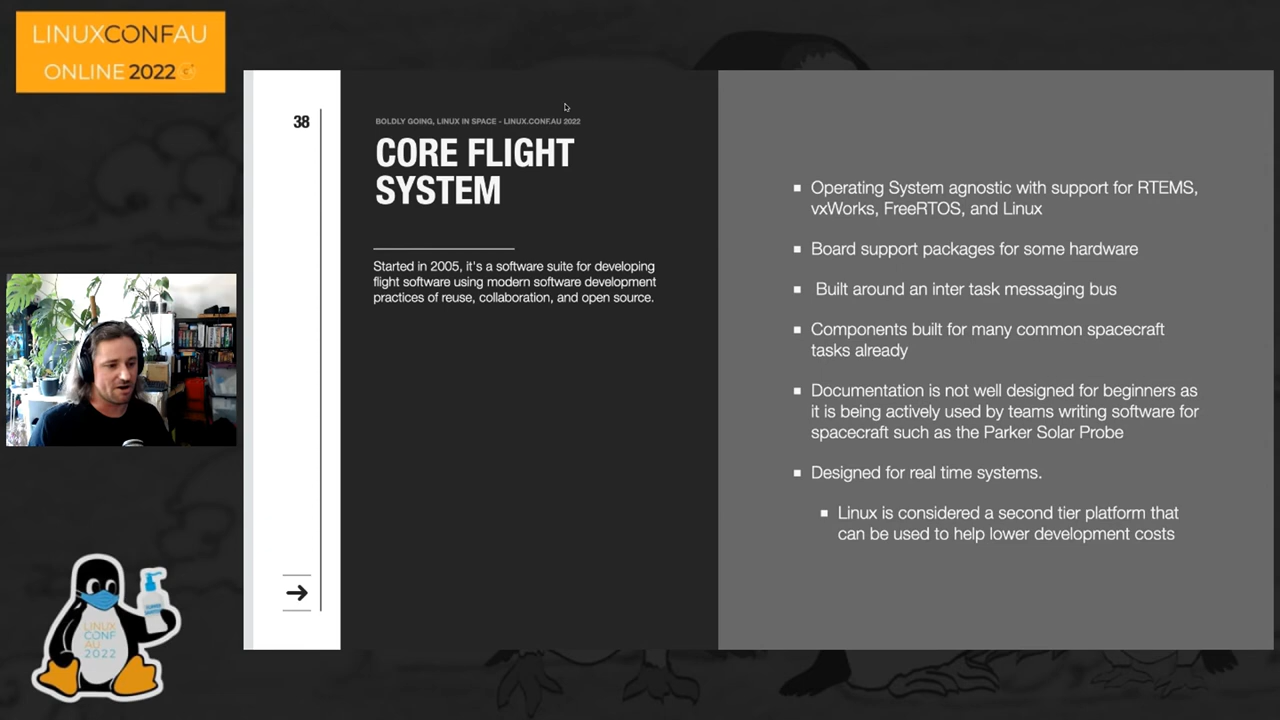 LINUXCONFAU
ONLINE 2022
38
BOLDLY GOING, LINUX IN SPACE - LINUX.CONF.AU 2022
CORE FLIGHT
SYSTEM
Started in 2005, it's a software suite for developing
flight software using modern software development
practices of reuse, collaboration, and open source.
Operating System agnostic with support for RTEMS,
vxWorks, FreeRTOS, and Linux
Board support packages for some hardware
Built around an inter task messaging bus
Components built for many common spacecraft
tasks already
Documentation is not well designed for beginners as
it is being actively used by teams writing software for
spacecraft such as the Parker Solar Probe
Designed for real time systems.
Linux is considered a second tier platform that
can be used to help lower development costs
LINUX
CONF
AU
2022